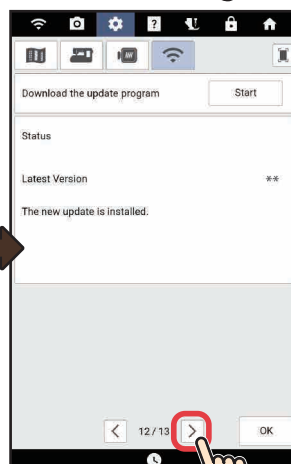 Download the update program
Start
Status
Latest Version
**
The new update is installed.
12 / 13
OK